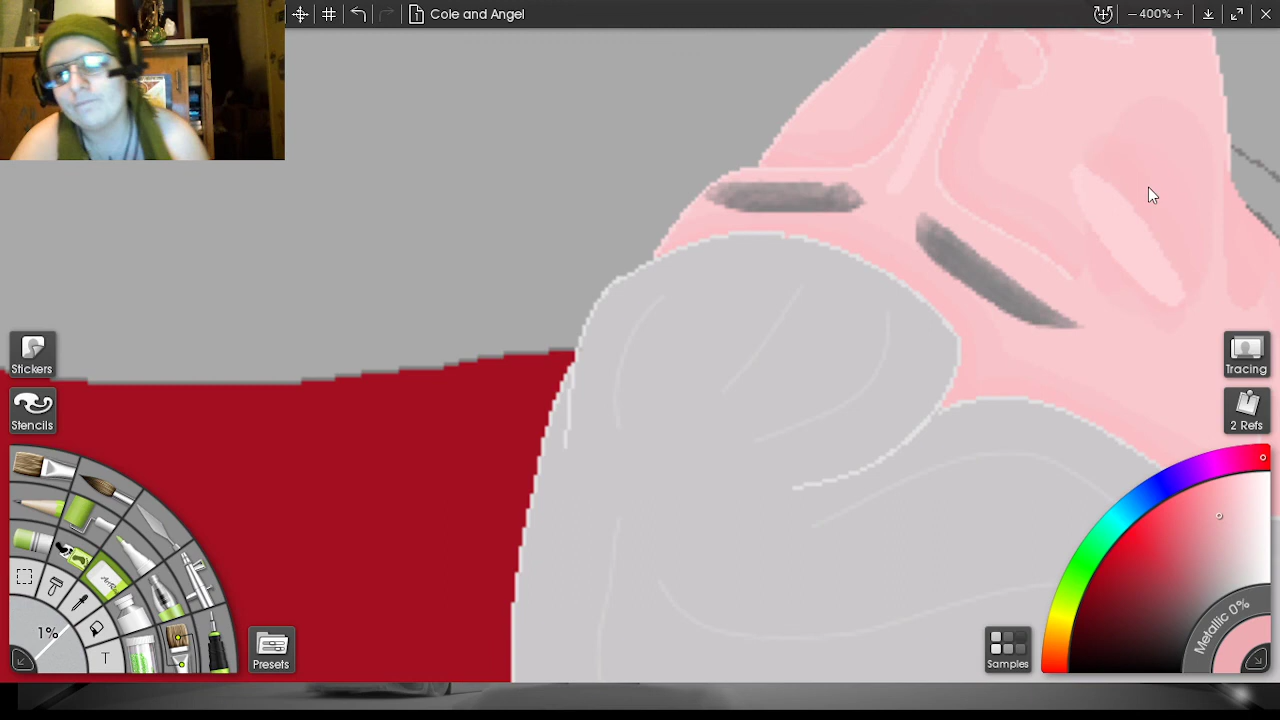 Cole and Angel
400%
Stickers
Stencils
Tracing
2 Refs
1%
T
Presets
Samples
Metallic 0%